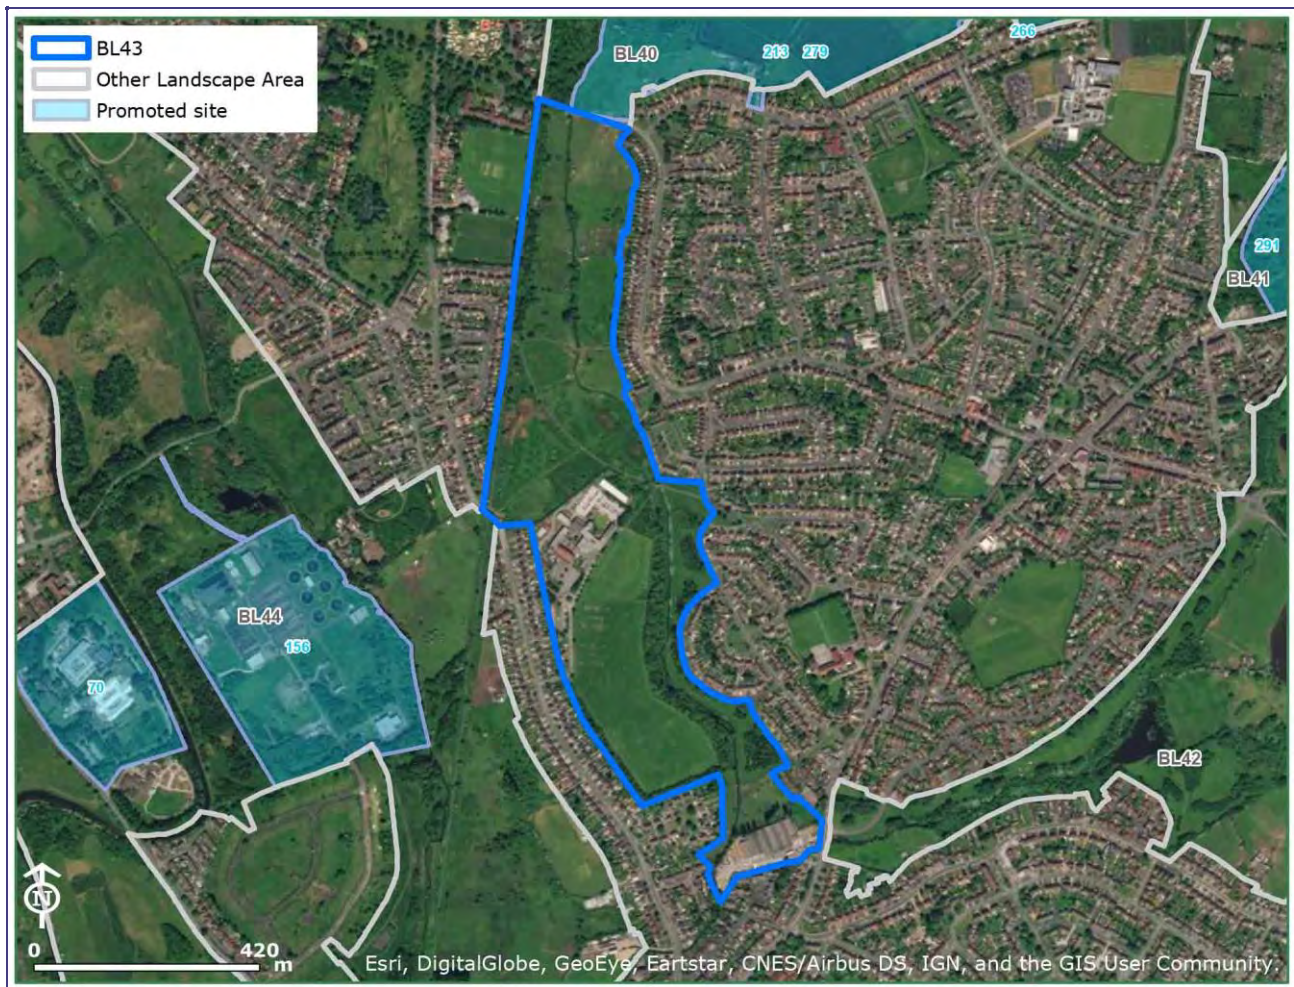 BL43
Other Landscape Area
Promoted site
BL40
213
279
266
291
BL41
BL44
156
70
BL42
N
0
420
m
Esri, DigitalGlobe, GeoEye, Eartstar, CNES/Airbus DS, IGN, and the GIS User Community.